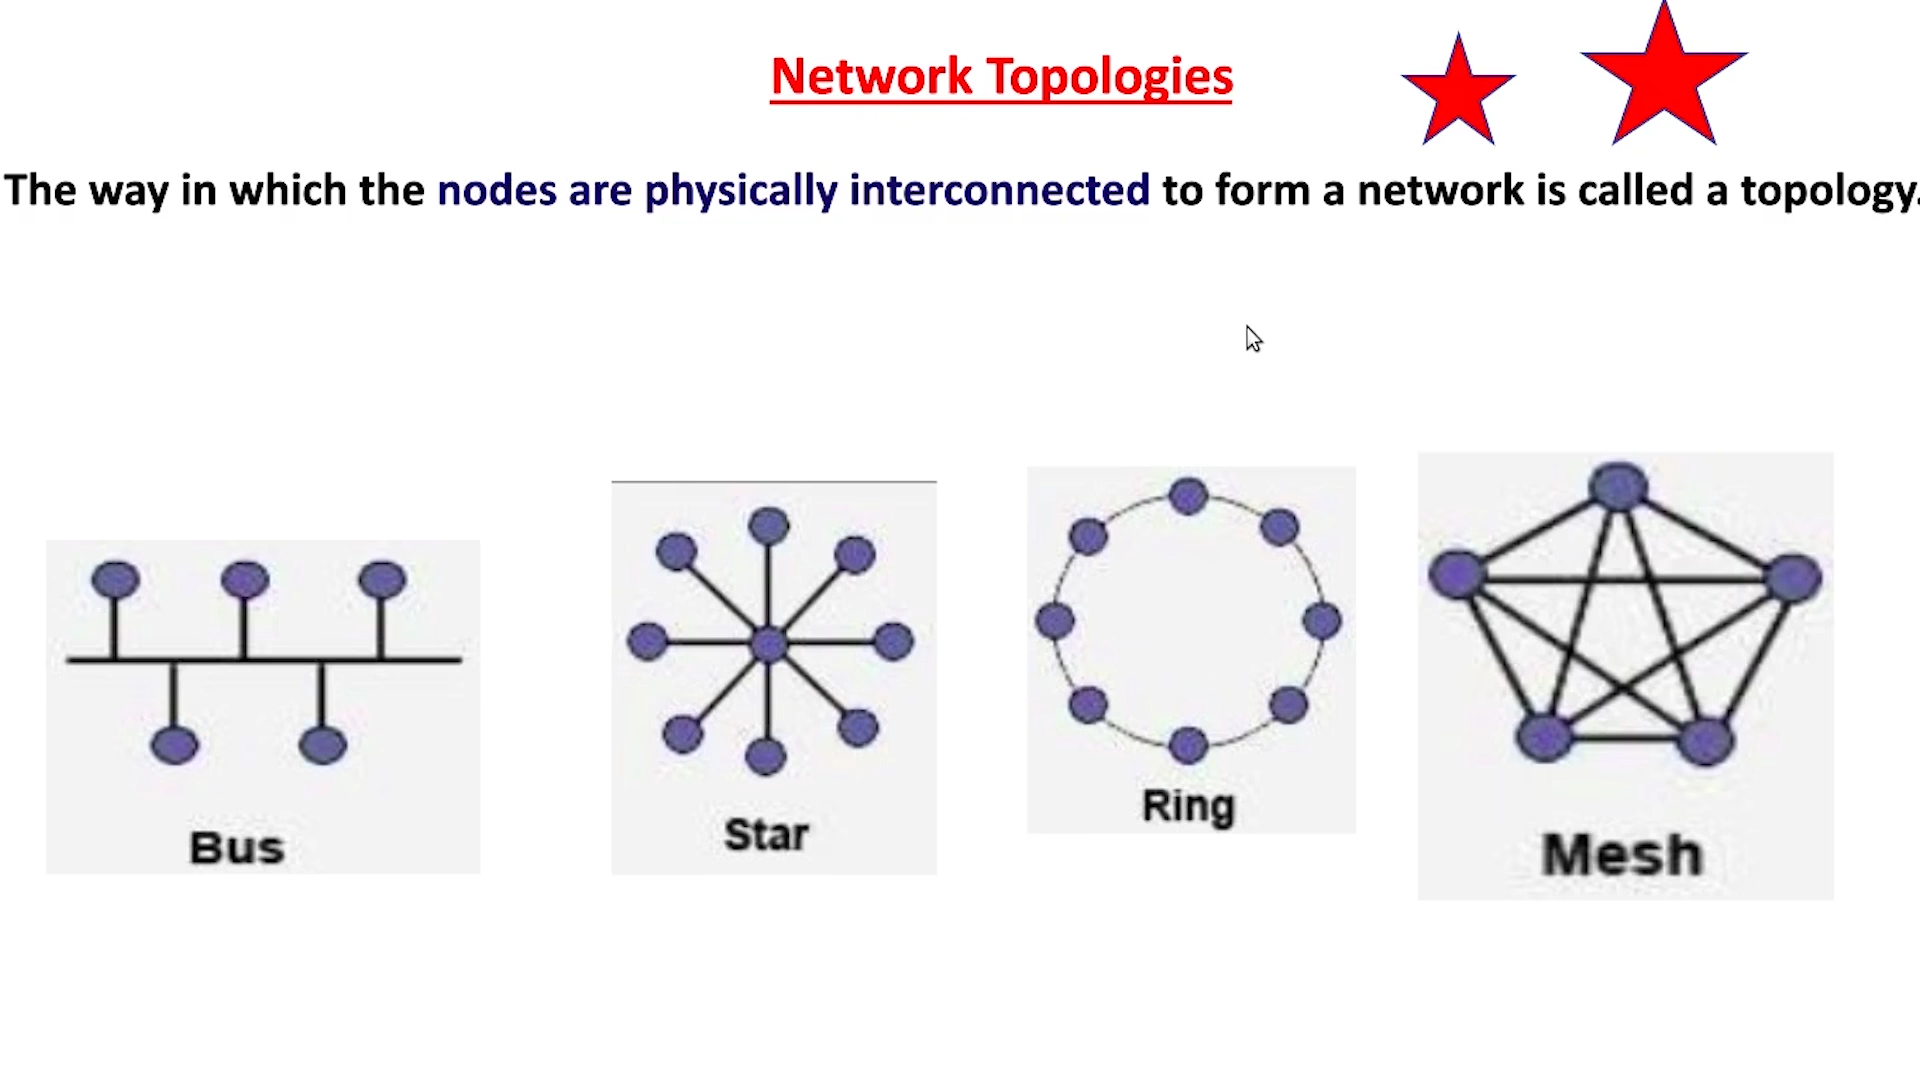 Network Topologies
The way in which the nodes are physically interconnected to form a network is called a topology.
Bus
Star
Ring
Mesh